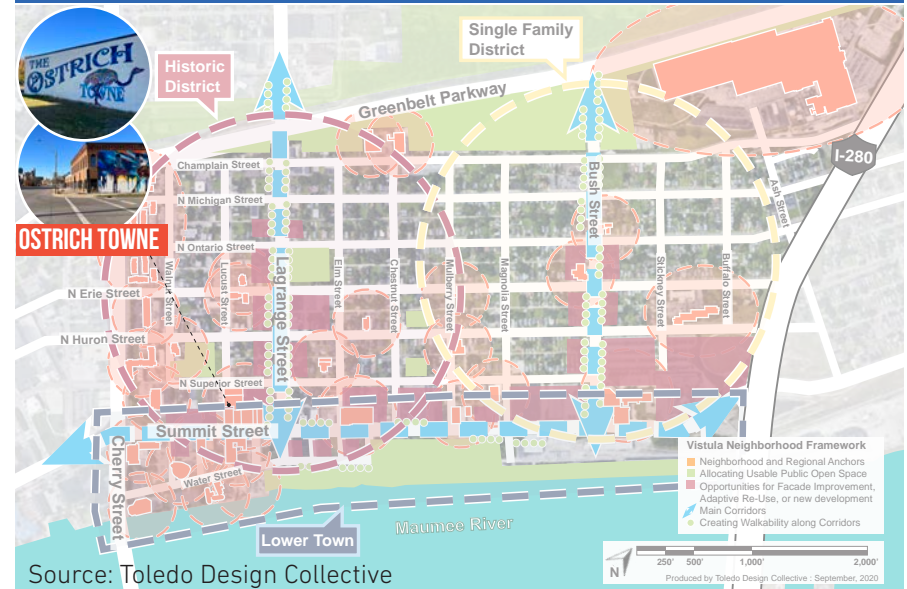 THE
OSTRICH
TOWNE
OSTRICH TOWNE
Historic
District
Single Family
District
Greenbelt Parkway
I-280
Champlain Street
N Michigan Street
N Ontario Street
N Erie Street
N Huron Street
N Superior Street
Summit Street
Water Street
Cherry Street
Walnut Street
Locust Street
Lagrange Street
Elm Street
Chestnut Street
Mulberry Street
Magnolia Street
Bush Street
Stickney Street
Buffalo Street
Ash Street
Lower Town
Maumee River
Vistula Neighborhood Framework
Neighborhood and Regional Anchors
Allocating Usable Public Open Space
Opportunities for Facade Improvement,
Adaptive Re-Use, or new development
Main Corridors
Creating Walkability along Corridors
N
250' 500' 1,000' 2,000'
Produced by Toledo Design Collective : September, 2020
Source: Toledo Design Collective